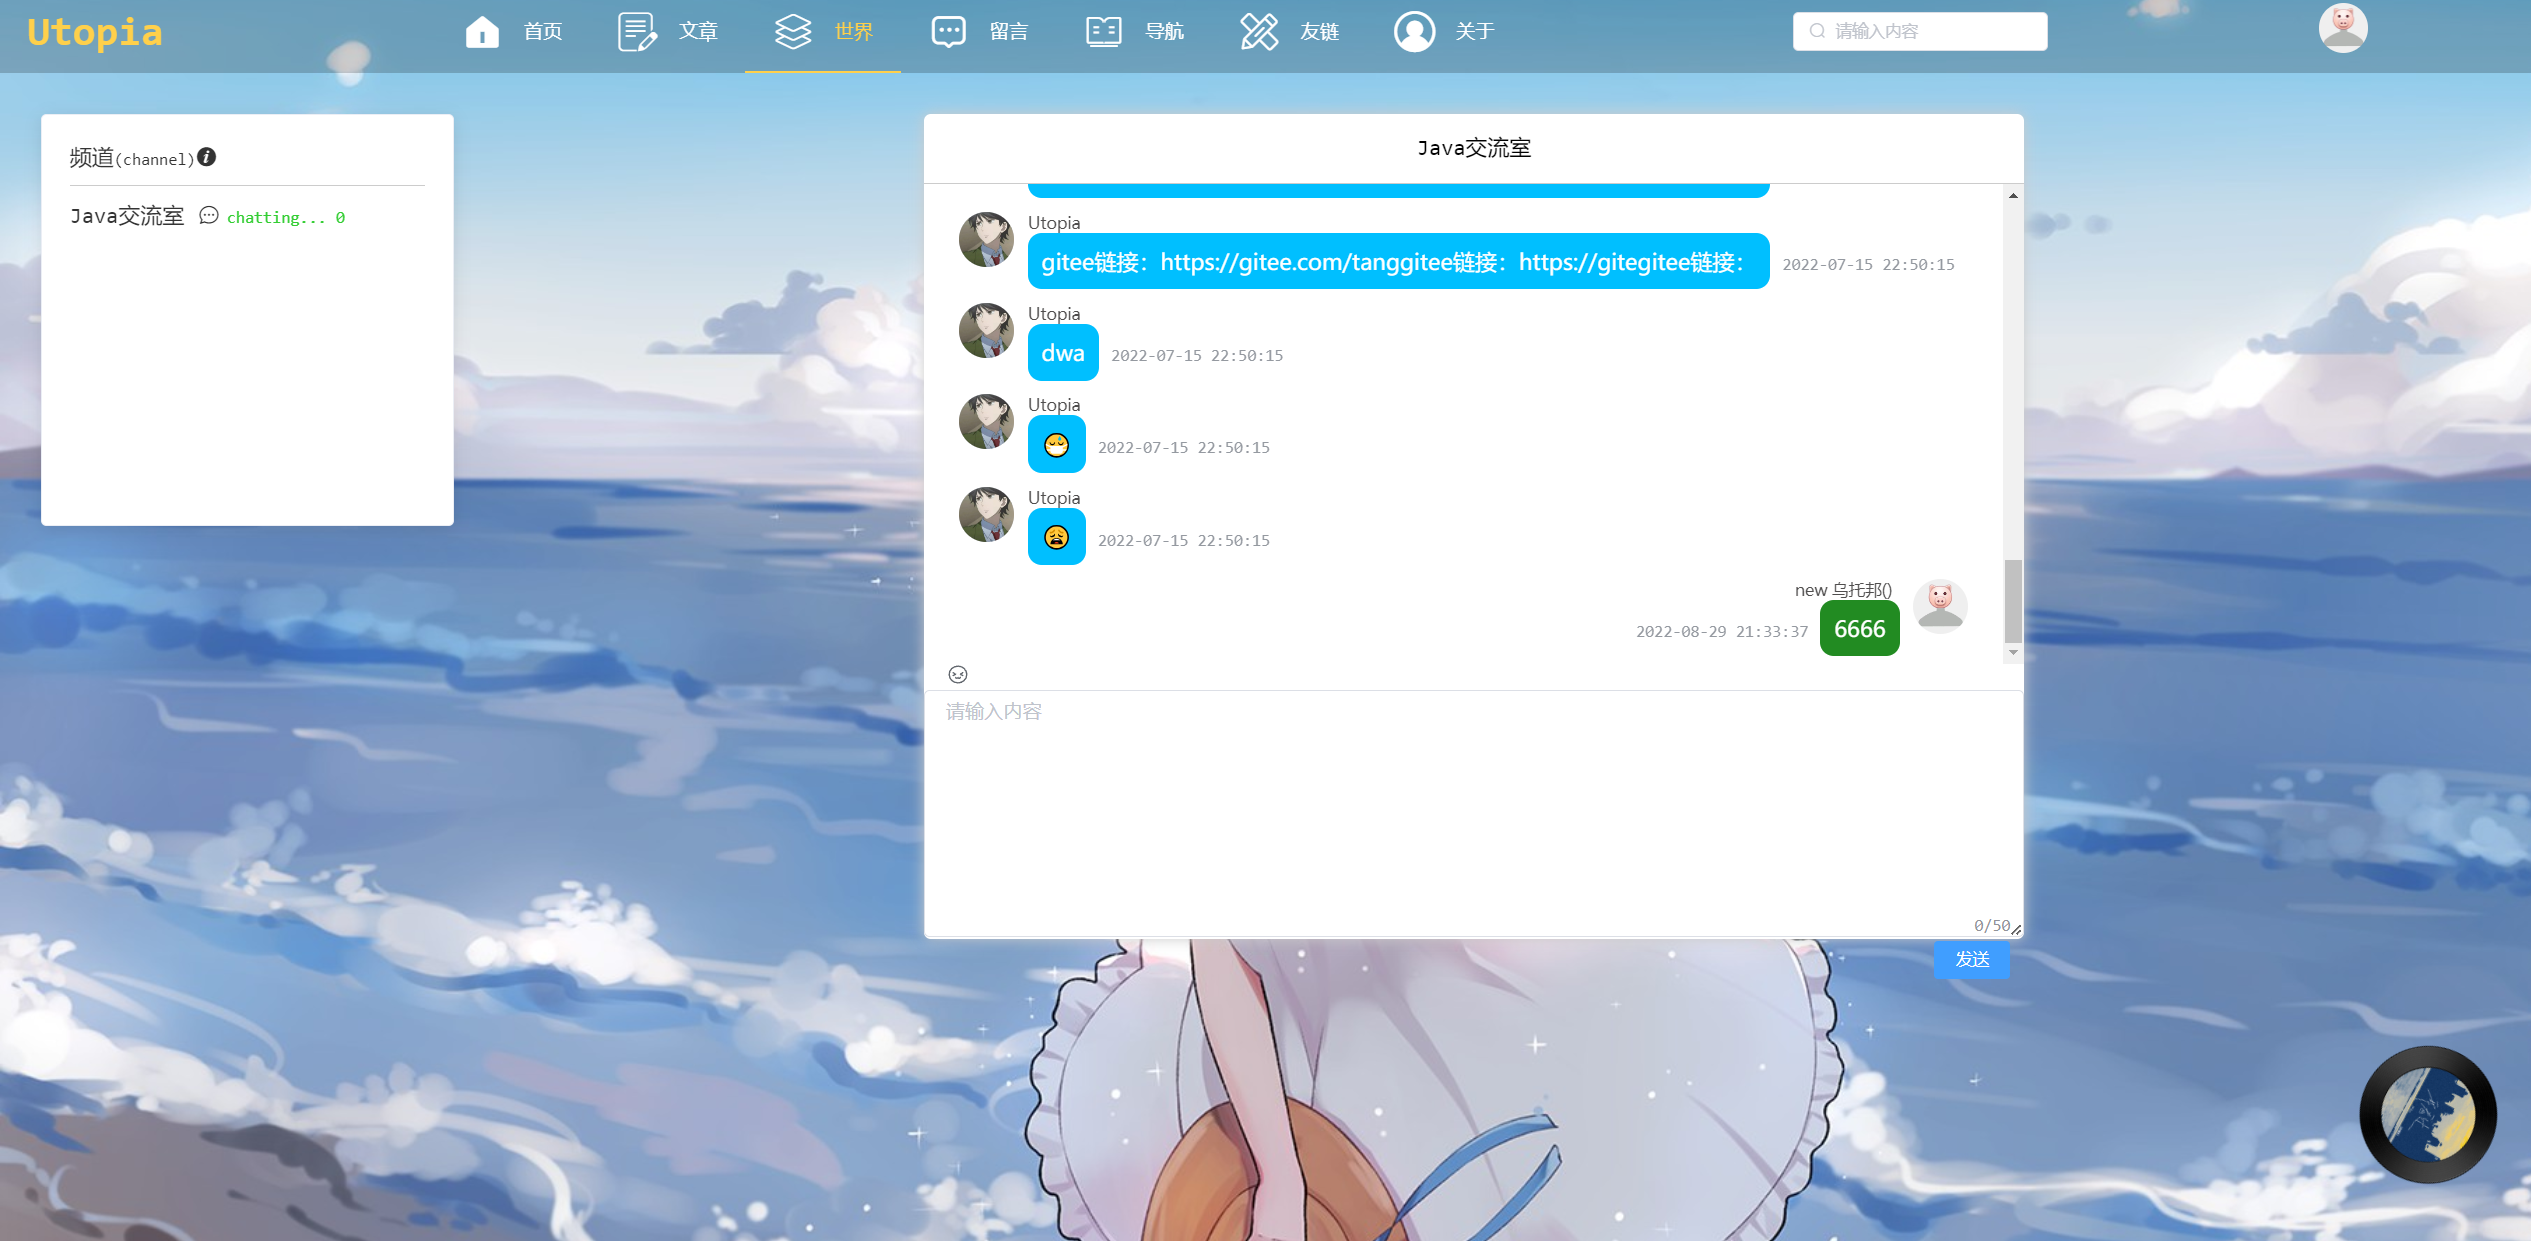 Utopia
首页
文章
世界
留言
导航
友链
关于
请输入内容
频道(channel)
Java交流室 chatting... 0
Java交流室
Utopia
gitee链接：https://gitee.com/tanggitee链接：https://gitegitee链接：
2022-07-15 22:50:15
Utopia
dwa
2022-07-15 22:50:15
Utopia
2022-07-15 22:50:15
Utopia
2022-07-15 22:50:15
new 乌托邦()
2022-08-29 21:33:37
6666
请输入内容
0/50
发送